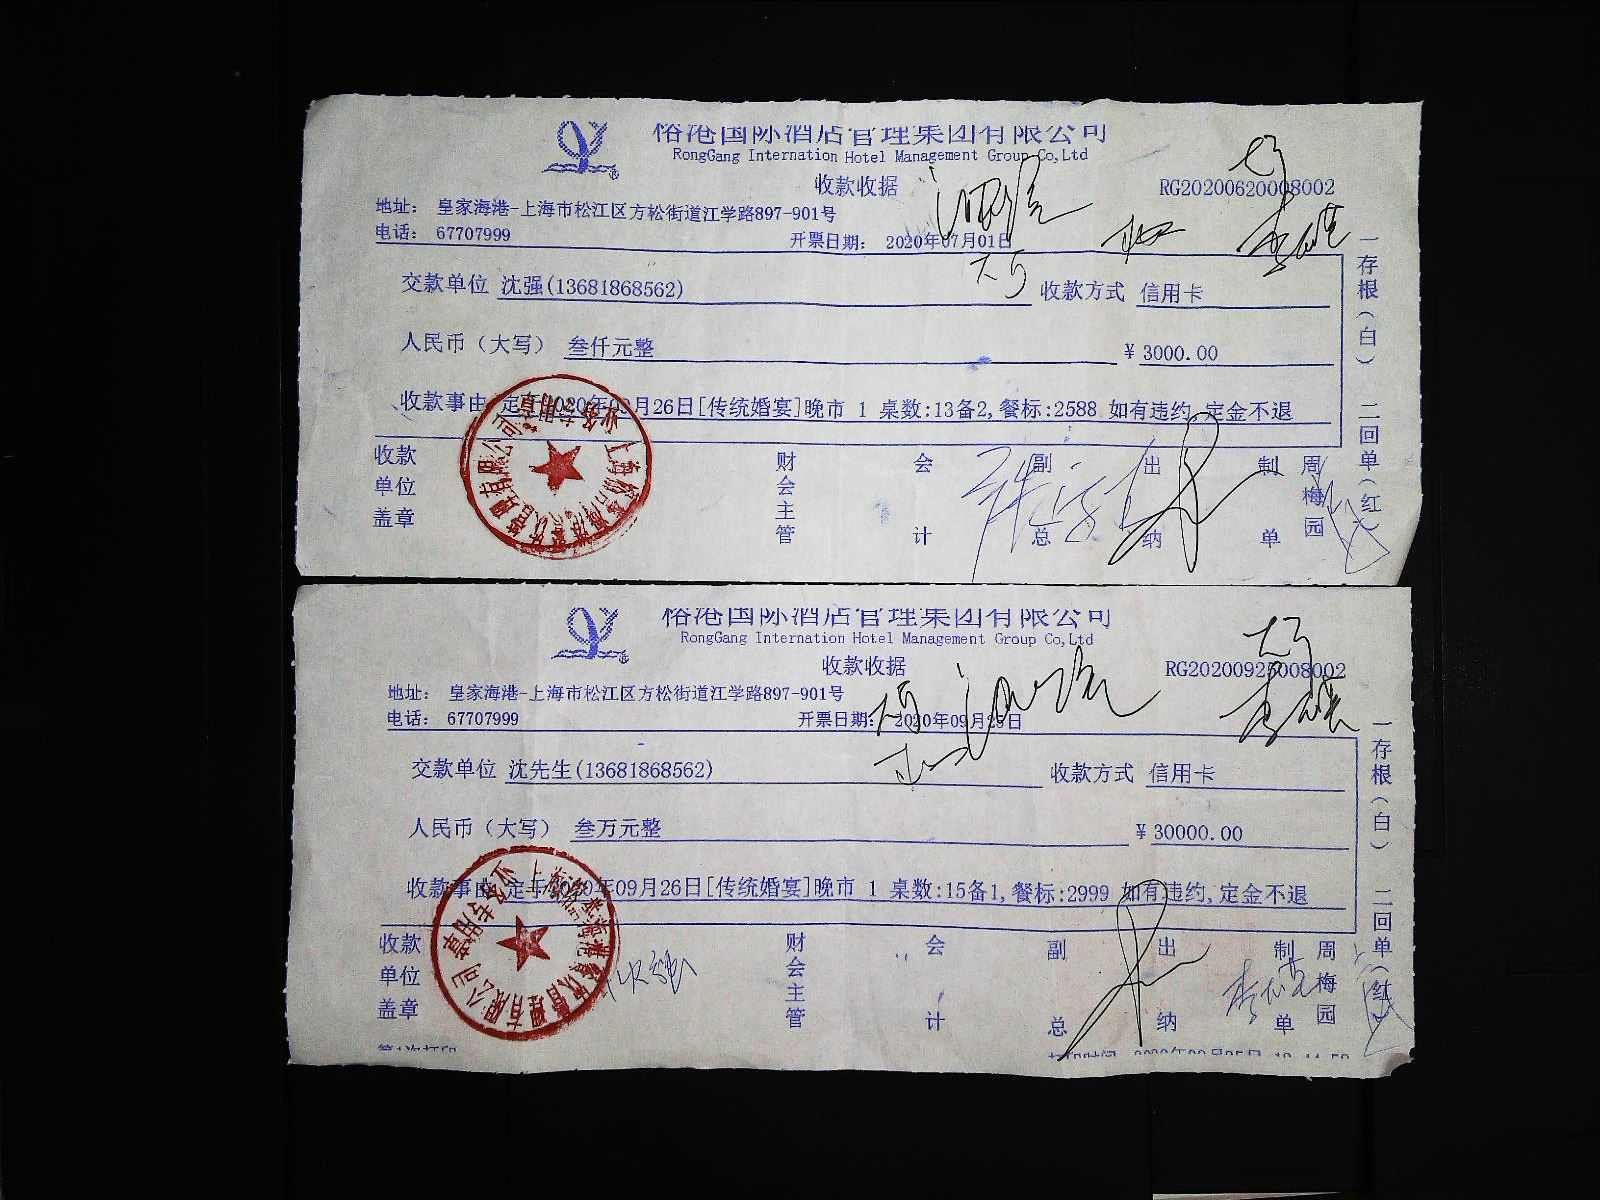 榕港国际酒店管理集团有限公司
RongGang Internation Hotel Management Group Co,Ltd
收款收据 RG20200620008002
地址： 皇家海港-上海市松江区方松街道江学路897-901号
电话： 67707999 开票日期： 2020年07月01日
交款单位 沈强(13681868562) 收款方式 信用卡
人民币（大写） 叁仟元整 ￥ 3000.00
收款事由 定于2020年09月26日[传统婚宴]晚市 1 桌数:13备2,餐标:2588 如有违约,定金不退
收款单位盖章 财会主管 会计 副总 出纳 制单 周梅园
一存根（白） 二回单（红）
榕港国际酒店管理集团有限公司
RongGang Internation Hotel Management Group Co,Ltd
收款收据 RG20200925008002
地址： 皇家海港-上海市松江区方松街道江学路897-901号
电话： 67707999 开票日期： 2020年09月25日
交款单位 沈先生(13681868562) 收款方式 信用卡
人民币（大写） 叁万元整 ￥ 30000.00
收款事由 定于2020年09月26日[传统婚宴]晚市 1 桌数:15备1,餐标:2999 如有违约,定金不退
收款单位盖章 财会主管 会计 副总 出纳 制单 周梅园
一存根（白） 二回单（红）